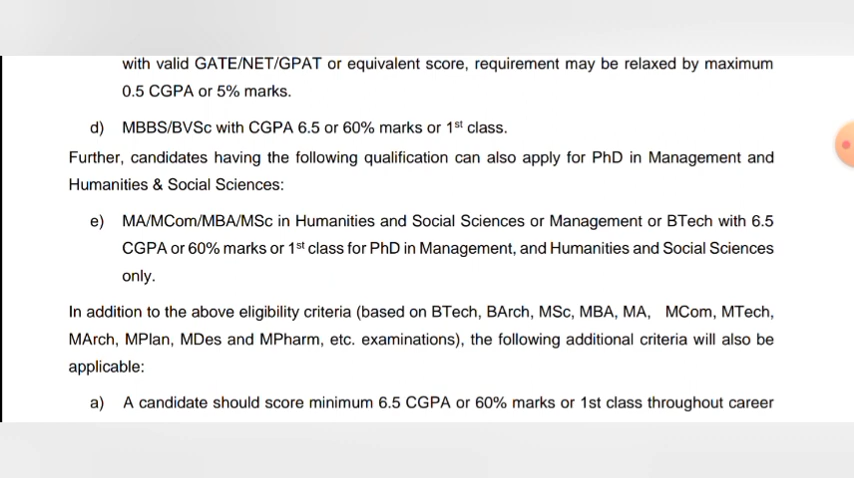 with valid GATE/NET/GPAT or equivalent score, requirement may be relaxed by maximum
0.5 CGPA or 5% marks.
d) MBBS/BVSc with CGPA 6.5 or 60% marks or 1st class.
Further, candidates having the following qualification can also apply for PhD in Management and
Humanities & Social Sciences:
e) MA/MCom/MBA/MSc in Humanities and Social Sciences or Management or BTech with 6.5
CGPA or 60% marks or 1st class for PhD in Management, and Humanities and Social Sciences
only.
In addition to the above eligibility criteria (based on BTech, BArch, MSc, MBA, MA, MCom, MTech,
MArch, MPlan, MDes and MPharm, etc. examinations), the following additional criteria will also be
applicable:
a) A candidate should score minimum 6.5 CGPA or 60% marks or 1st class throughout career